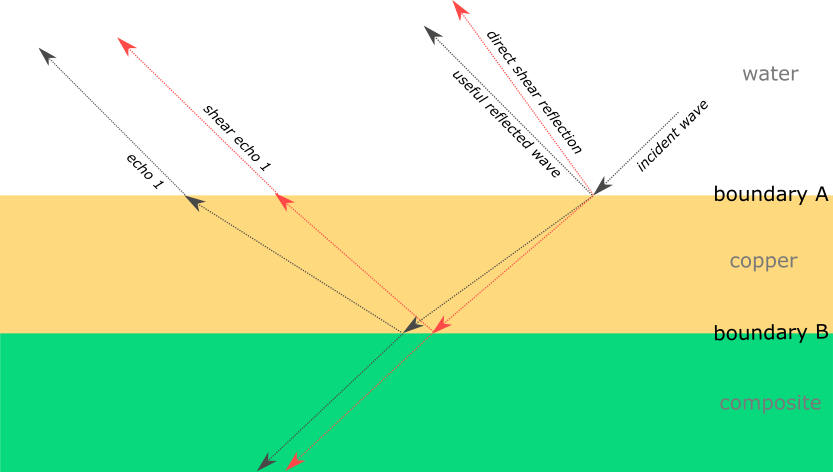 direct shear reflection
water
useful reflected wave
incident wave
shear echo 1
echo 1
boundary A
copper
boundary B
composite